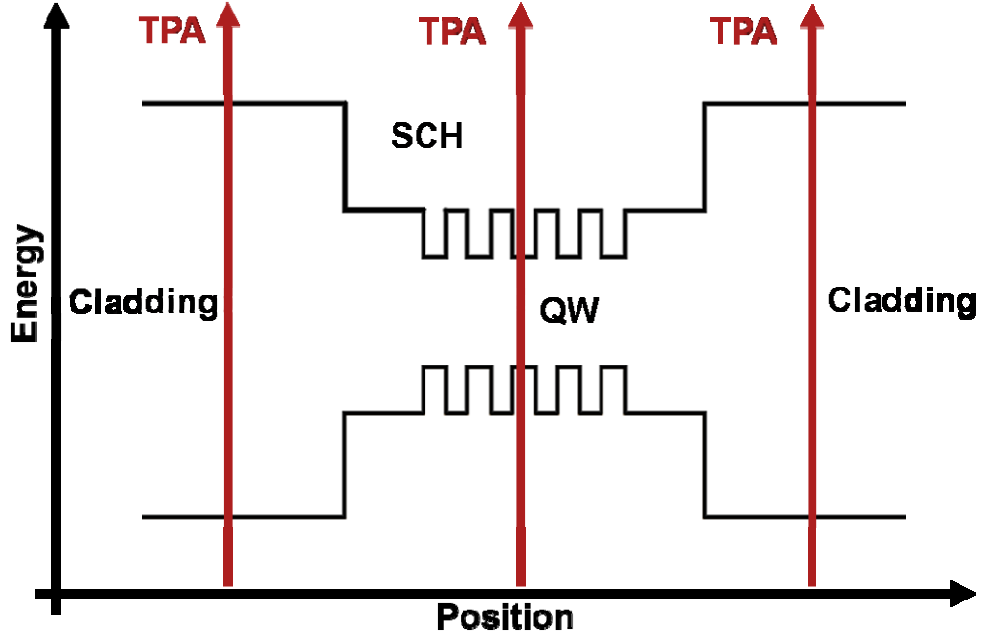 TPA
TPA
TPA
SCH
Energy
Cladding
QW
Cladding
Position